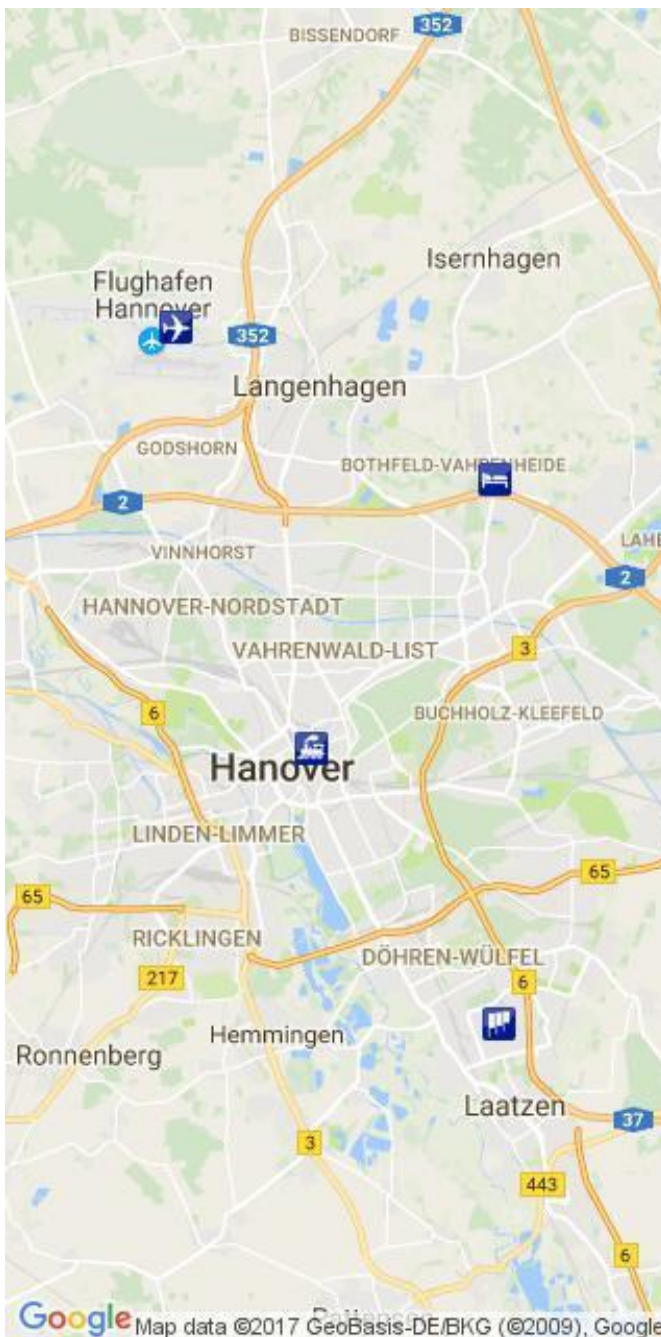 352
BISSENDORF
Isernhagen
Flughafen
Hannover
352
Langenhagen
GODSHORN
BOTHFELD-VAHRENHEIDE
2
VINNHORST
LAHE
2
HANNOVER-NORDSTADT
VAHRENWALD-LIST
3
6
BUCHHOLZ-KLEEFELD
Hanover
LINDEN-LIMMER
65
65
RICKLINGEN
DÖHREN-WÜLFEL
217
6
Hemmingen
Ronnenberg
Laatzen
37
3
443
6
Google Map data ©2017 GeoBasis-DE/BKG (©2009), Google